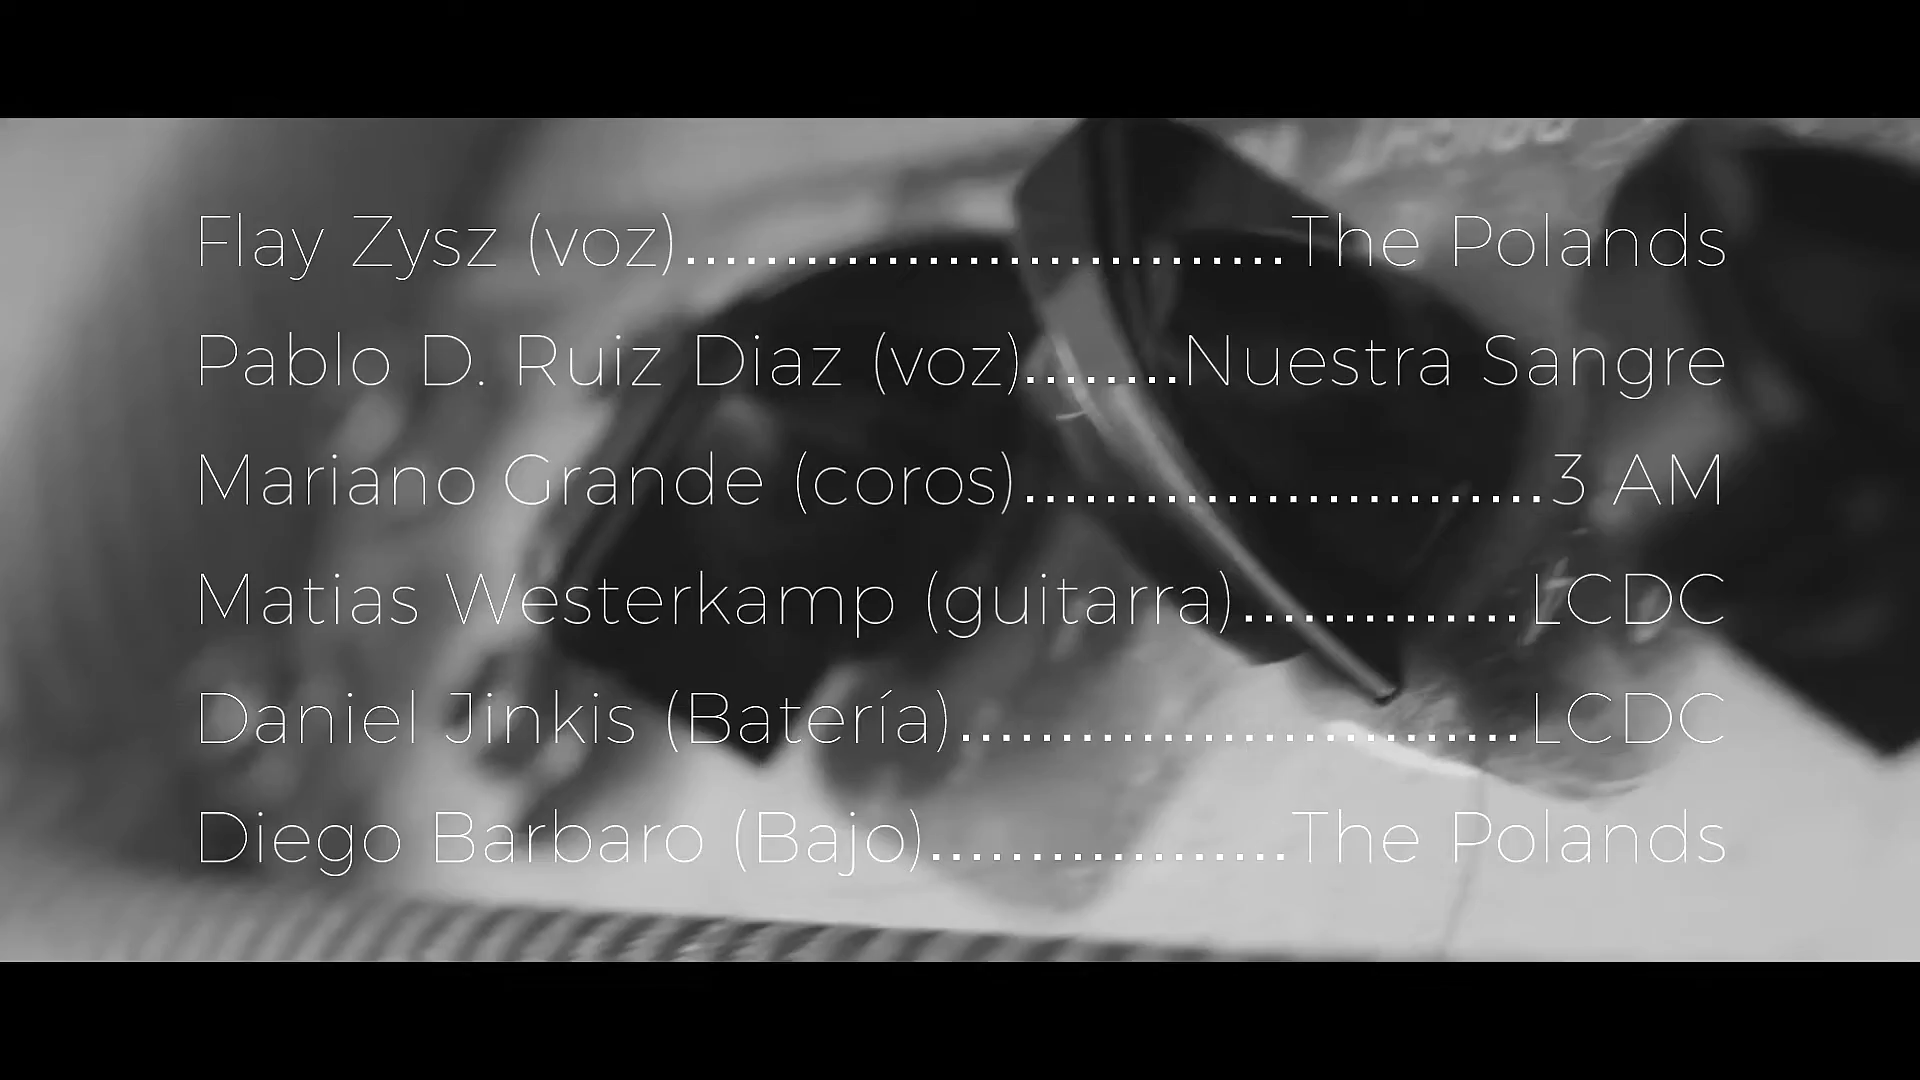 Flay Zysz (voz)..............................The Polands
Pablo D. Ruiz Diaz (voz)........Nuestra Sangre
Mariano Grande (coros)..........................3 AM
Matias Westerkamp (guitarra)..............LCDC
Daniel Jinkis (Batería)............................LCDC
Diego Barbaro (Bajo)..................The Polands